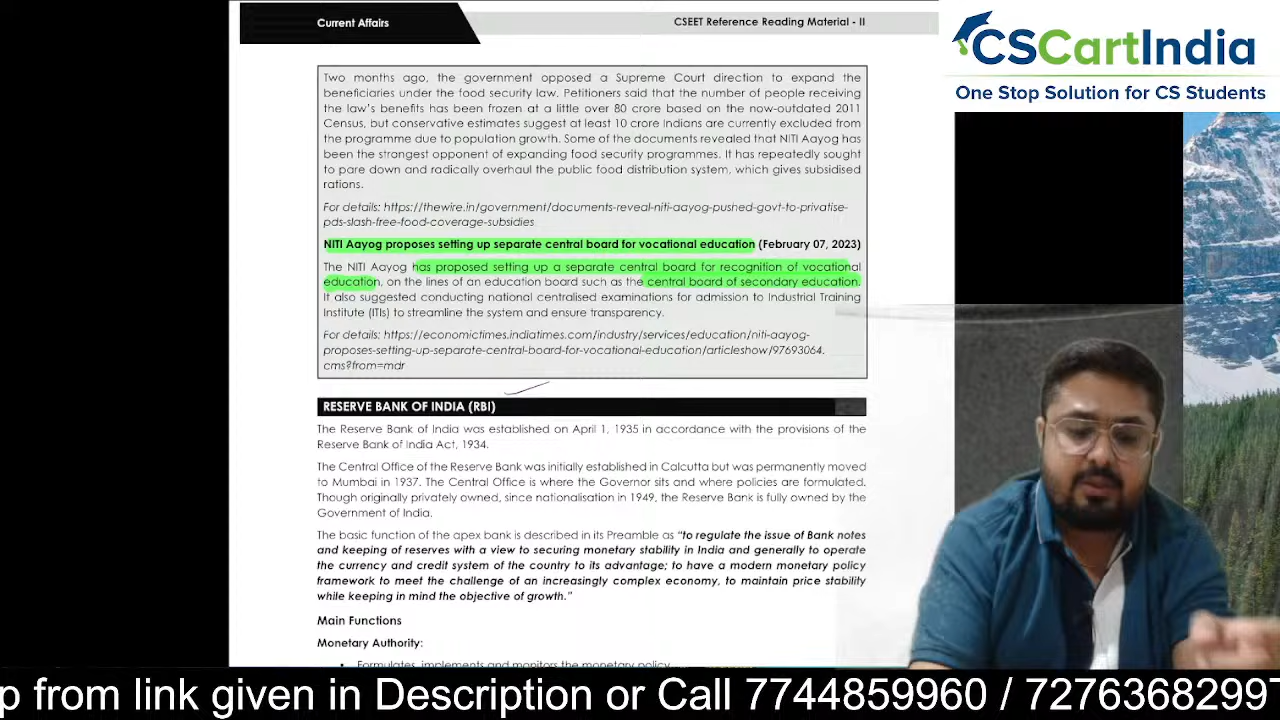 Current Affairs
CSEET Reference Reading Material - II
CSCartIndia
One Stop Solution for CS Students
Two months ago, the government opposed a Supreme Court direction to expand the
beneficiaries under the food security law. Petitioners said that the number of people receiving
the law's benefits has been frozen at a little over 80 crore based on the now-outdated 2011
Census, but conservative estimates suggest at least 10 crore Indians are currently excluded from
the programme due to population growth. Some of the documents revealed that NITI Aayog has
been the strongest opponent of expanding food security programmes. It has repeatedly sought
to pare down and radically overhaul the public food distribution system, which gives subsidised
rations.
For details: https://thewire.in/government/documents-reveal-niti-aayog-pushed-govt-to-privatise-
pds-slash-free-food-coverage-subsidies
NITI Aayog proposes setting up separate central board for vocational education (February 07, 2023)
The NITI Aayog has proposed setting up a separate central board for recognition of vocational
education, on the lines of an education board such as the central board of secondary education.
It also suggested conducting national centralised examinations for admission to Industrial Training
Institute (ITIs) to streamline the system and ensure transparency.
For details: https://economictimes.indiatimes.com/industry/services/education/niti-aayog-
proposes-setting-up-separate-central-board-for-vocational-education/articleshow/97693064.
cms?from=mdr
RESERVE BANK OF INDIA (RBI)
The Reserve Bank of India was established on April 1, 1935 in accordance with the provisions of the
Reserve Bank of India Act, 1934.
The Central Office of the Reserve Bank was initially established in Calcutta but was permanently moved
to Mumbai in 1937. The Central Office is where the Governor sits and where policies are formulated.
Though originally privately owned, since nationalisation in 1949, the Reserve Bank is fully owned by the
Government of India.
The basic function of the apex bank is described in its Preamble as "to regulate the issue of Bank notes
and keeping of reserves with a view to securing monetary stability in India and generally to operate
the currency and credit system of the country to its advantage; to have a modern monetary policy
framework to meet the challenge of an increasingly complex economy, to maintain price stability
while keeping in mind the objective of growth."
Main Functions
Monetary Authority:
• Formulates, implements and monitors the monetary policy.
p from link given in Description or Call 7744859960 / 7276368299